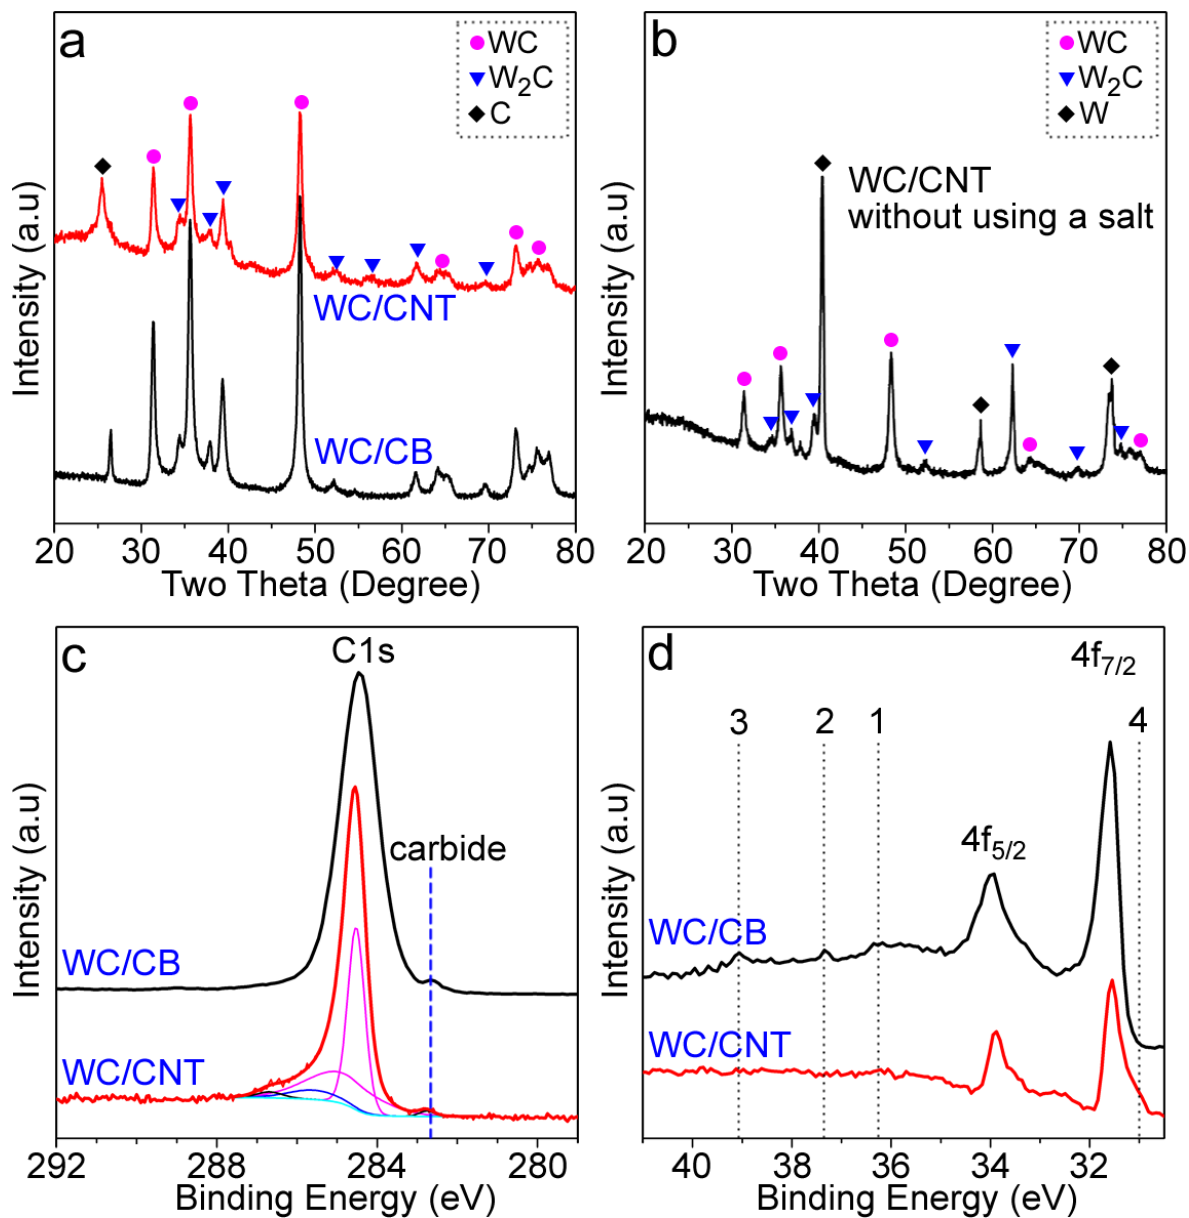 a
WC
W₂C
C
WC/CNT
WC/CB
Intensity (a.u)
20 30 40 50 60 70 80
Two Theta (Degree)
b
WC
W₂C
W
WC/CNT
without using a salt
Intensity (a.u)
20 30 40 50 60 70 80
Two Theta (Degree)
c
C1s
carbide
WC/CB
WC/CNT
Intensity (a.u)
292 288 284 280
Binding Energy (eV)
d
4f₇/₂
3 2 1 4
4f₅/₂
WC/CB
WC/CNT
Intensity (a.u)
40 38 36 34 32
Binding Energy (eV)